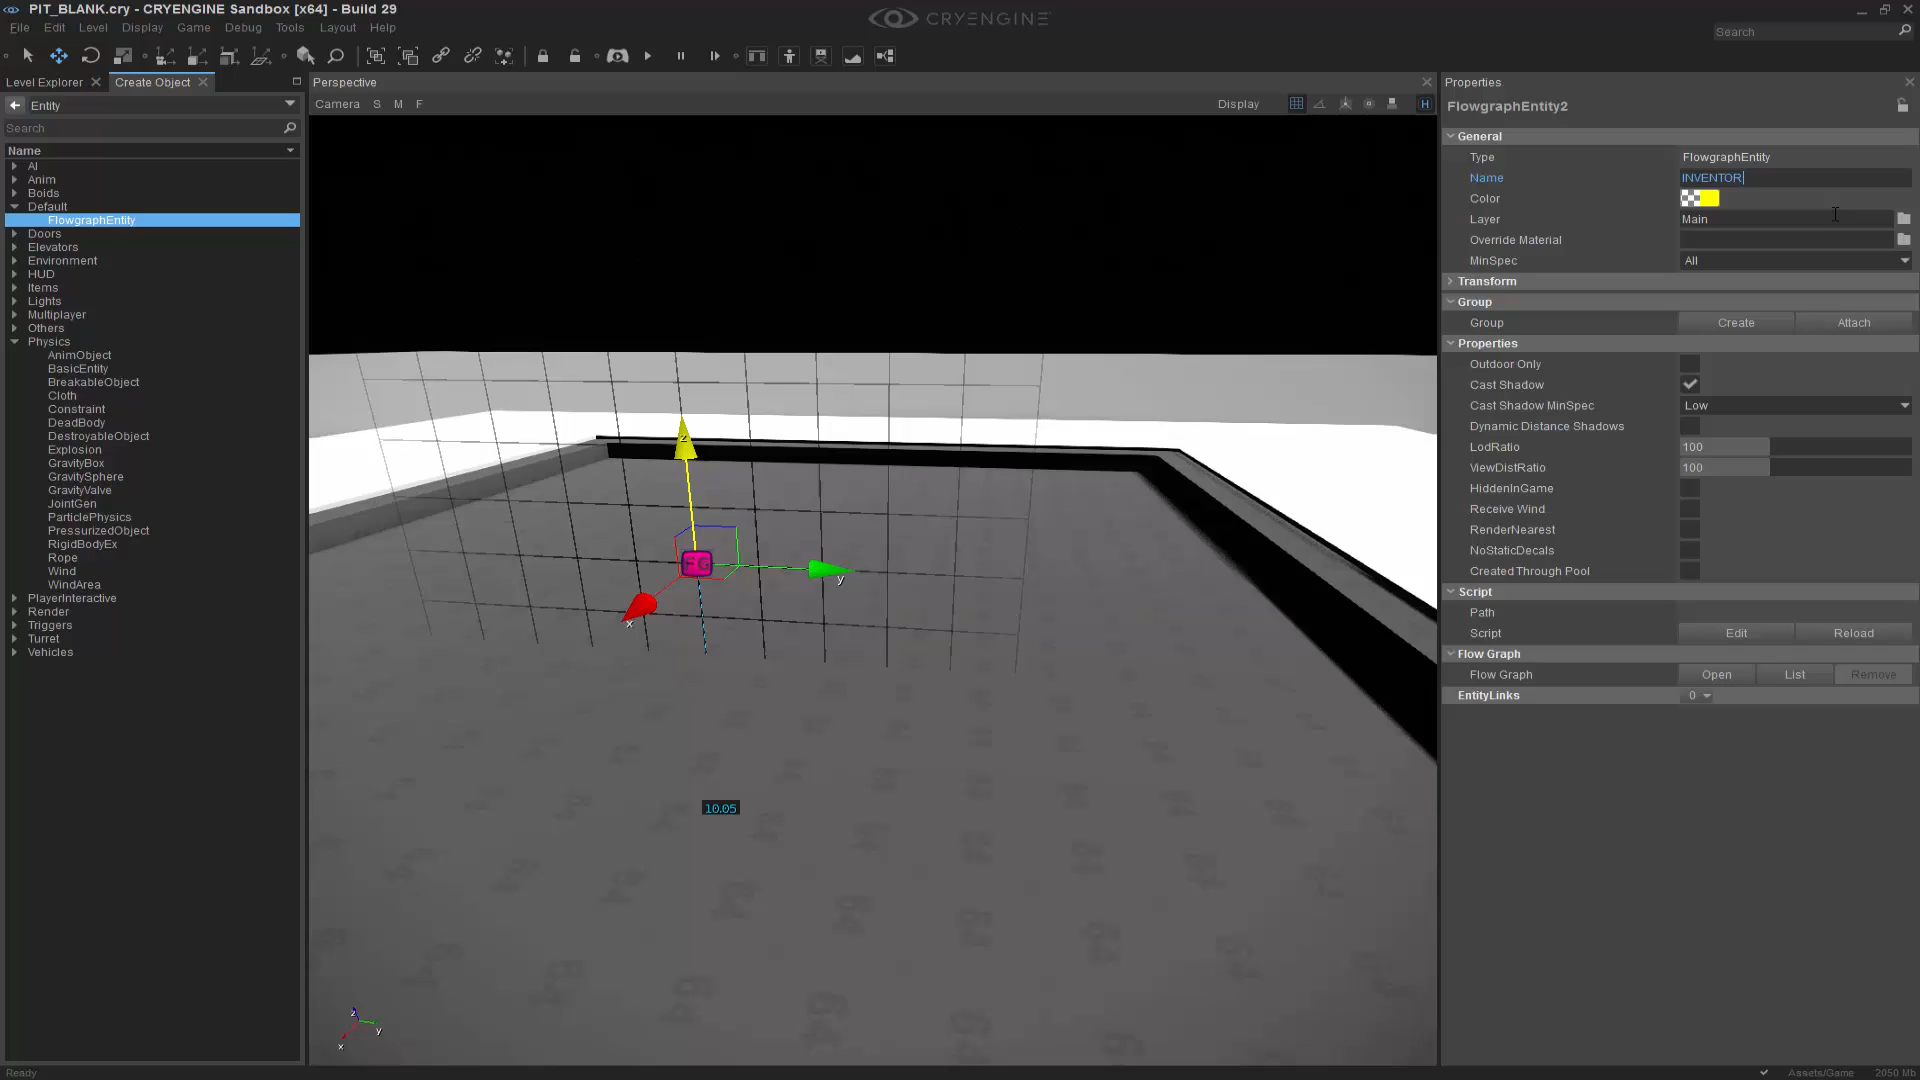 PIT_BLANK.cry - CRYENGINE Sandbox [x64] - Build 29
CRYENGINE
File Edit Level Display Game Debug Tools Layout Help
Search
Level Explorer
Create Object
Entity
Search
Name
AI
Anim
Boids
Default
FlowgraphEntity
Doors
Elevators
Environment
HUD
Items
Lights
Multiplayer
Others
Physics
AnimObject
BasicEntity
BreakableObject
Cloth
Constraint
DeadBody
DestroyableObject
Explosion
GravityBox
GravitySphere
GravityValve
JointGen
ParticlePhysics
PressurizedObject
RigidBodyEx
Rope
Wind
WindArea
PlayerInteractive
Render
Triggers
Turret
Vehicles
Perspective
Camera S M F
Display
H
z
FG
y
x
10.05
z
y
x
Properties
FlowgraphEntity2
General
Type FlowgraphEntity
Name INVENTOR
Color
Layer Main
Override Material
MinSpec All
Transform
Group
Group Create Attach
Properties
Outdoor Only
Cast Shadow
Cast Shadow MinSpec Low
Dynamic Distance Shadows
LodRatio 100
ViewDistRatio 100
HiddenInGame
Receive Wind
RenderNearest
NoStaticDecals
Created Through Pool
Script
Path
Script Edit Reload
Flow Graph
Flow Graph Open List Remove
EntityLinks 0
Ready
Assets/Game 2050 Mb